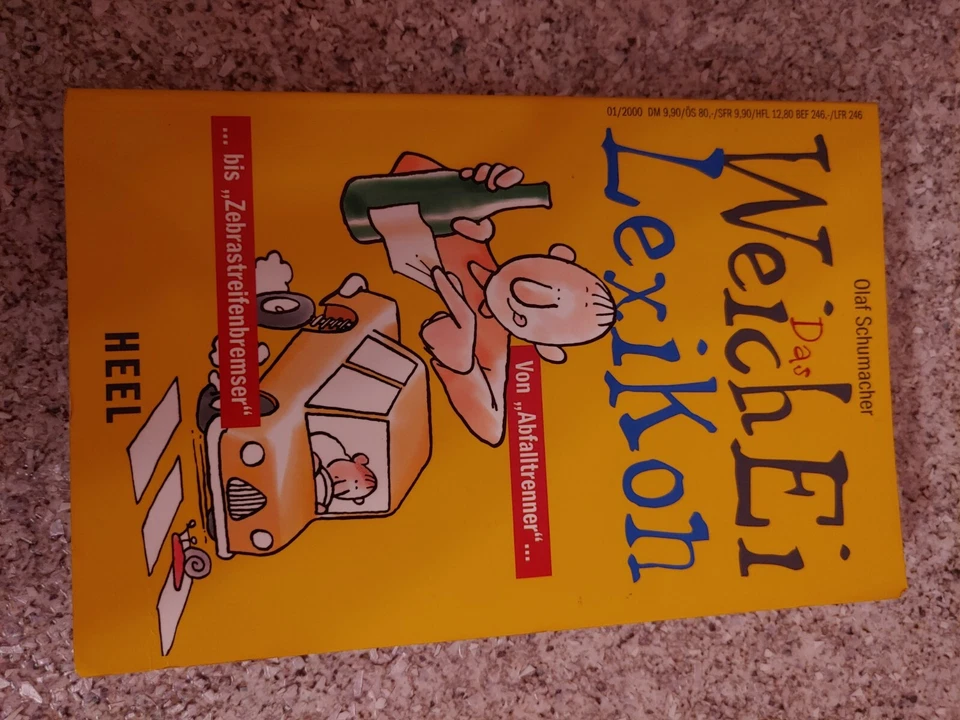 01/2000 DM 9,90/ÖS 80,-/SFR 9,90/HFL 12,80 BEF 246,-/LFR 246
Olaf Schumacher
Das
WeichEi
Lexikon
Von „Abfalltrenner“ ...
... bis „Zebrastreifenbremser“
HEEL